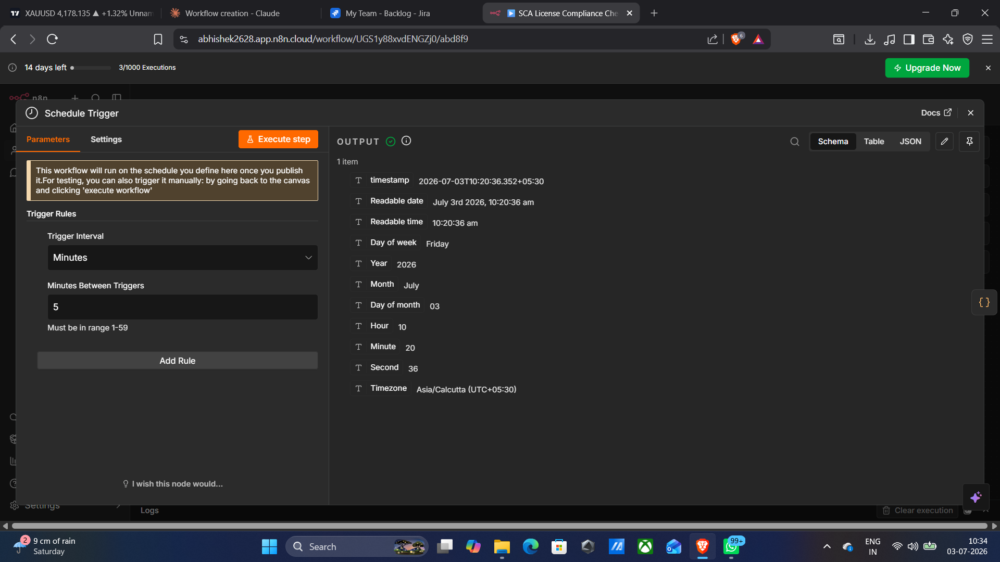 XAUUSD 4,178.135 ▲ +1.32% Unnam
Workflow creation - Claude
My Team - Backlog - Jira
SCA License Compliance Che
abhishek2628.app.n8n.cloud/workflow/UGS1y88xvdENGZj0/abd8f9
6
14 days left
3/1000 Executions
Upgrade Now
n8n
Schedule Trigger
Docs
Parameters
Settings
Execute step
This workflow will run on the schedule you define here once you publish
it.For testing, you can also trigger it manually: by going back to the canvas
and clicking 'execute workflow'
Trigger Rules
Trigger Interval
Minutes
Minutes Between Triggers
5
Must be in range 1-59
Add Rule
I wish this node would...
OUTPUT
Schema
Table
JSON
1 item
T timestamp 2026-07-03T10:20:36.352+05:30
T Readable date July 3rd 2026, 10:20:36 am
T Readable time 10:20:36 am
T Day of week Friday
T Year 2026
T Month July
T Day of month 03
T Hour 10
T Minute 20
T Second 36
T Timezone Asia/Calcutta (UTC+05:30)
{}
Settings
Logs
Clear execution
2
9 cm of rain
Saturday
Search
99+
ENG
IN
10:34
03-07-2026